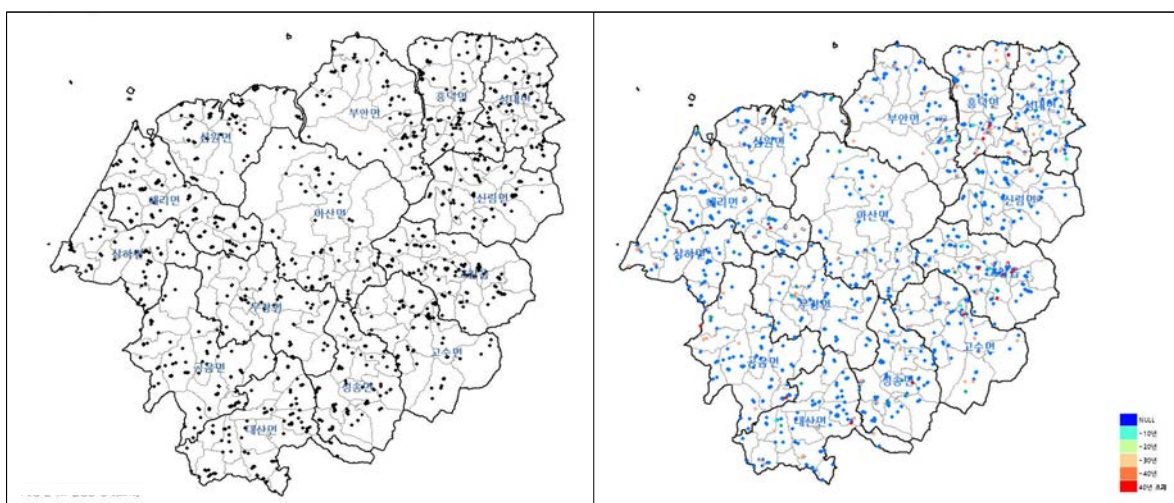 흥덕면
성내면
부안면
심원면
신림면
해리면
아산면
상하면
무장면
고수면
공음면
성송면
대산면
흥덕면
성내면
부안면
심원면
신림면
해리면
아산면
상하면
무장면
고수면
공음면
성송면
대산면
NULL
~10년
~20년
~30년
~40년
40년 초과